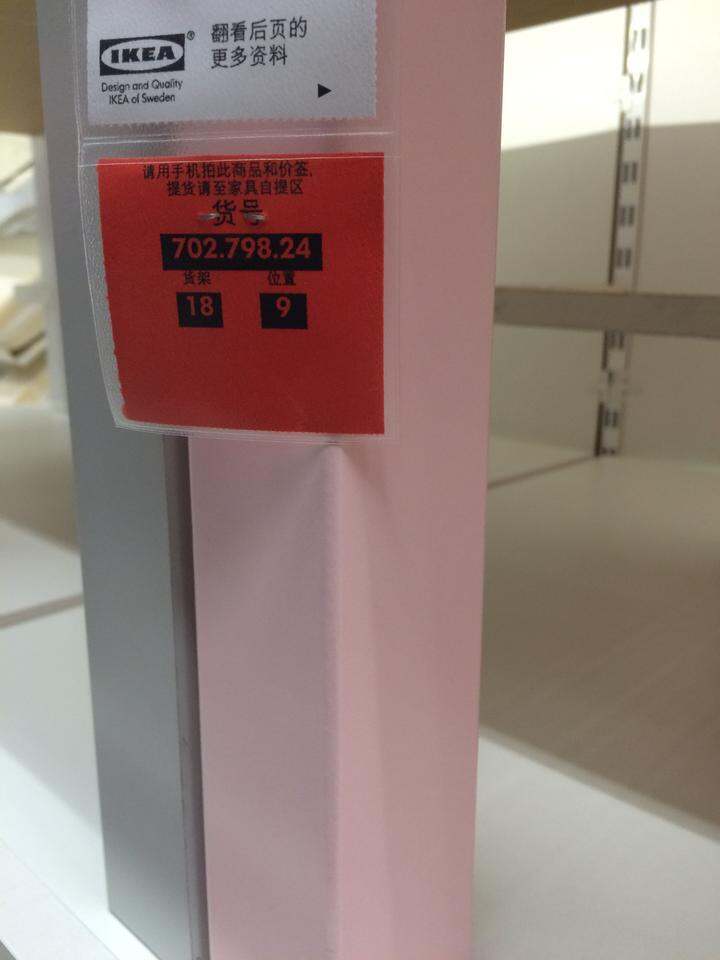 IKEA®
Design and Quality
IKEA of Sweden
翻看后页的
更多资料
请用手机拍此商品和价签,
提货请至家具自提区
货号
702.798.24
货架 位置
18 9